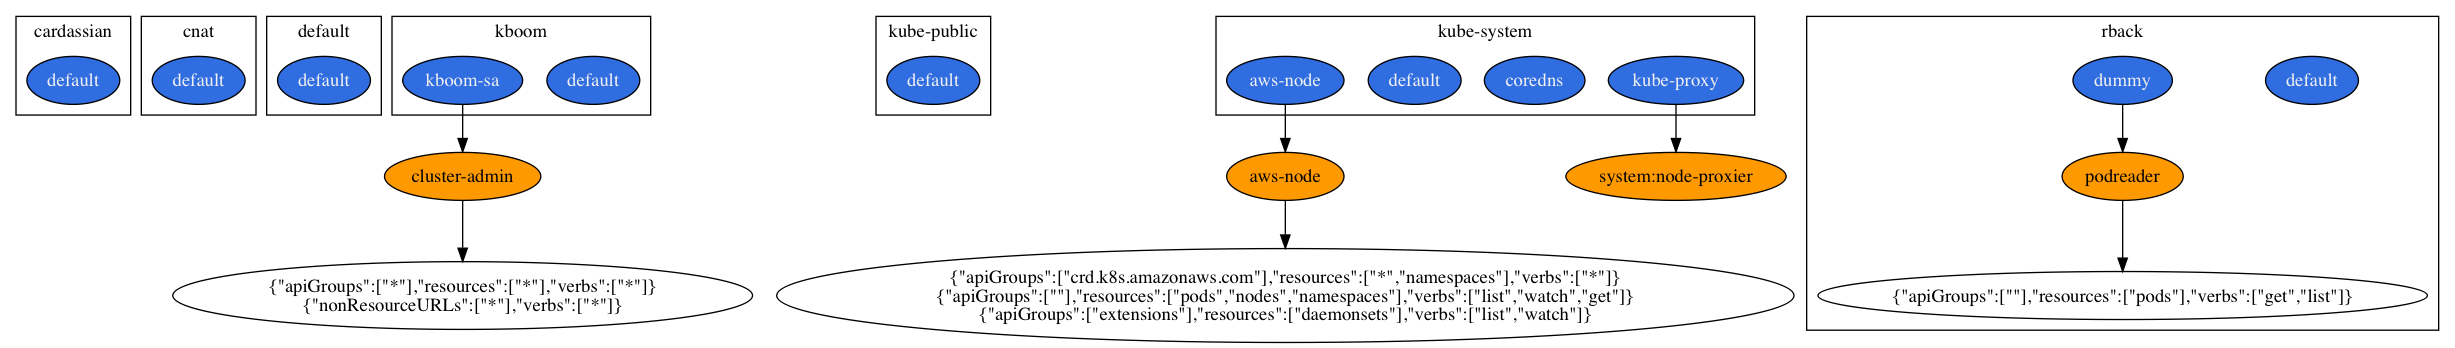 cardassian
default
cnat
default
default
default
kboom
kboom-sa
default
cluster-admin
{"apiGroups":["*"],"resources":["*"],"verbs":["*"]}
{"nonResourceURLs":["*"],"verbs":["*"]}
kube-public
default
kube-system
aws-node
default
coredns
kube-proxy
aws-node
system:node-proxier
{"apiGroups":["crd.k8s.amazonaws.com"],"resources":["*","namespaces"],"verbs":["*"]}
{"apiGroups":[""],"resources":["pods","nodes","namespaces"],"verbs":["list","watch","get"]}
{"apiGroups":["extensions"],"resources":["daemonsets"],"verbs":["list","watch"]}
rback
dummy
default
podreader
{"apiGroups":[""],"resources":["pods"],"verbs":["get","list"]}